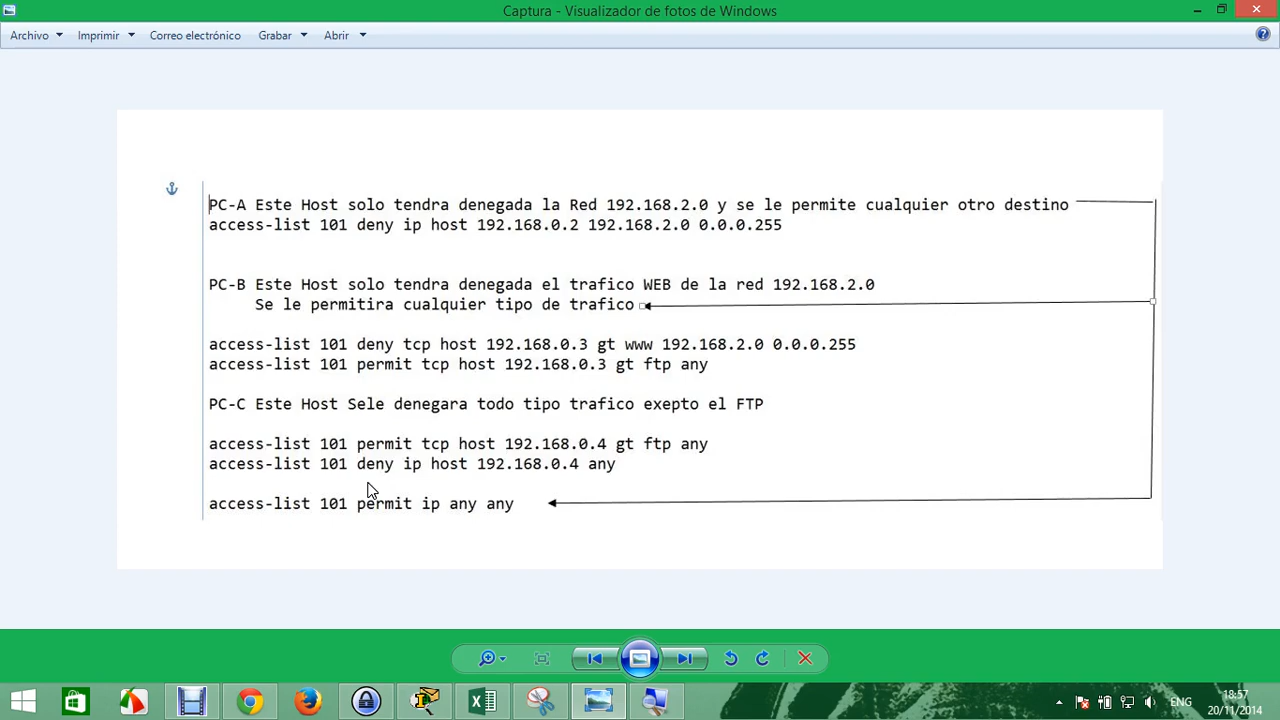 Captura - Visualizador de fotos de Windows
Archivo Imprimir Correo electrónico Grabar Abrir
PC-A Este Host solo tendra denegada la Red 192.168.2.0 y se le permite cualquier otro destino
access-list 101 deny ip host 192.168.0.2 192.168.2.0 0.0.0.255
PC-B Este Host solo tendra denegada el trafico WEB de la red 192.168.2.0
Se le permitira cualquier tipo de trafico
access-list 101 deny tcp host 192.168.0.3 gt www 192.168.2.0 0.0.0.255
access-list 101 permit tcp host 192.168.0.3 gt ftp any
PC-C Este Host Sele denegara todo tipo trafico exepto el FTP
access-list 101 permit tcp host 192.168.0.4 gt ftp any
access-list 101 deny ip host 192.168.0.4 any
access-list 101 permit ip any any
ENG
18:57
20/11/2014